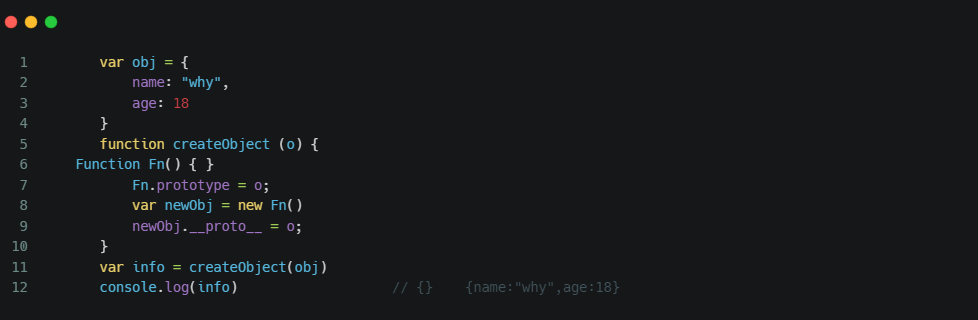 1 var obj = {
2 name: "why",
3 age: 18
4 }
5 function createObject (o) {
6 Function Fn() { }
7 Fn.prototype = o;
8 var newObj = new Fn()
9 newObj.__proto__ = o;
10 }
11 var info = createObject(obj)
12 console.log(info) // {} {name:"why",age:18}